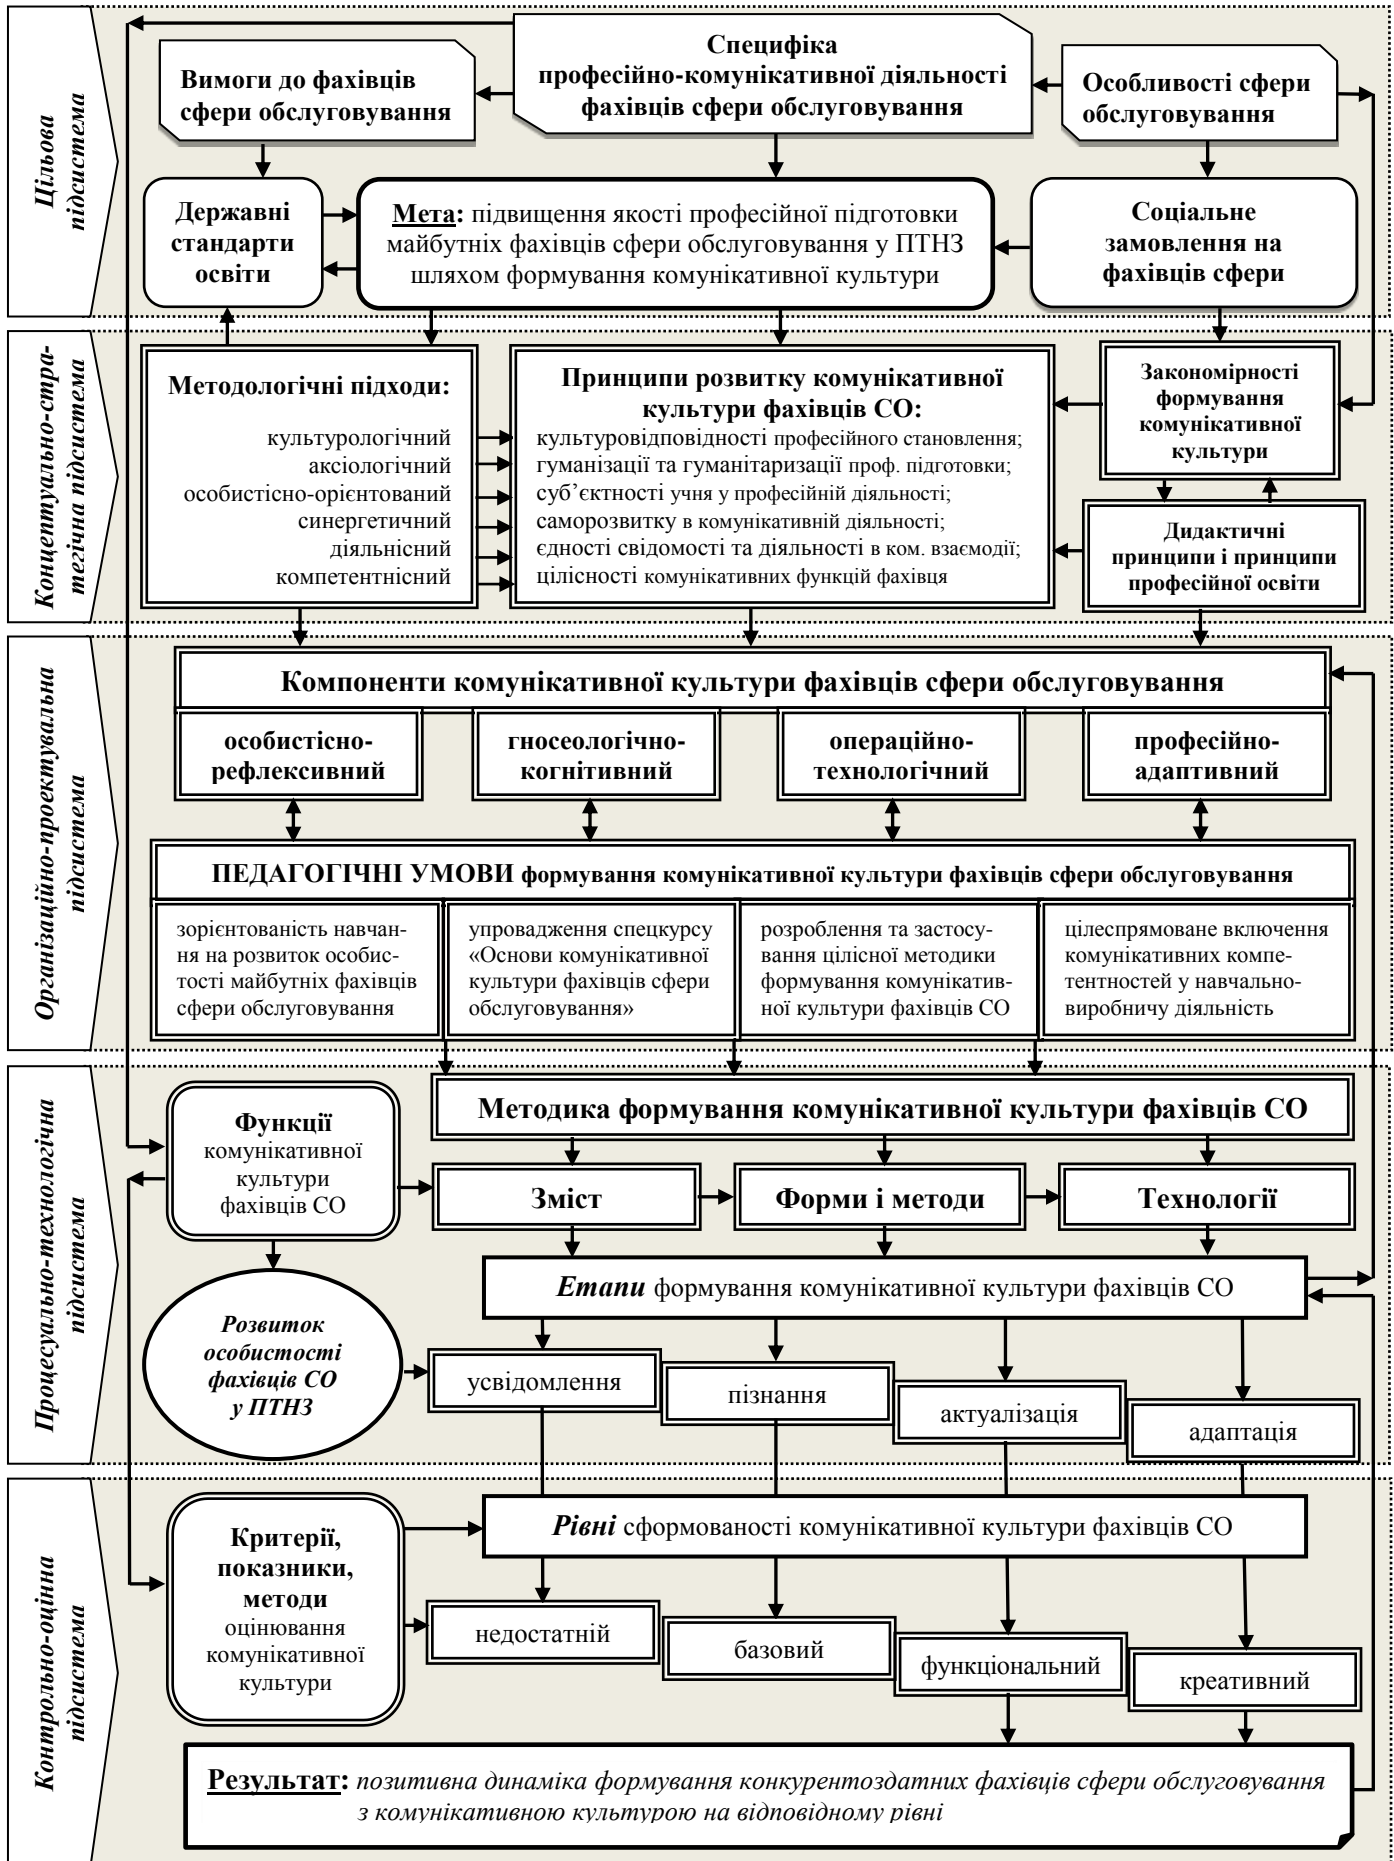 Цільова
підсистема
Специфіка
професійно-комунікативної діяльності
фахівців сфери обслуговування
Вимоги до фахівців
сфери обслуговування
Особливості сфери
обслуговування
Державні
стандарти
освіти
Мета: підвищення якості професійної підготовки
майбутніх фахівців сфери обслуговування у ПТНЗ
шляхом формування комунікативної культури
Соціальне
замовлення на
фахівців сфери
Концептуально-стра-
тегічна підсистема
Методологічні підходи:
культурологічний
аксіологічний
особистісно-орієнтований
синергетичний
діяльнісний
компетентнісний
Принципи розвитку комунікативної
культури фахівців СО:
культуровідповідності професійного становлення;
гуманізації та гуманітаризації проф. підготовки;
суб’єктності учня у професійній діяльності;
саморозвитку в комунікативній діяльності;
єдності свідомості та діяльності в ком. взаємодії;
цілісності комунікативних функцій фахівця
Закономірності
формування
комунікативної
культури
Дидактичні
принципи і принципи
професійної освіти
Організаційно-проектувальна
підсистема
Компоненти комунікативної культури фахівців сфери обслуговування
особистісно-
рефлексивний
гносеологічно-
когнітивний
операційно-
технологічний
професійно-
адаптивний
ПЕДАГОГІЧНІ УМОВИ формування комунікативної культури фахівців сфери обслуговування
зорієнтованість навчан-
ня на розвиток особис-
тості майбутніх фахівців
сфери обслуговування
упровадження спецкурсу
«Основи комунікативної
культури фахівців сфери
обслуговування»
розроблення та застосу-
вання цілісної методики
формування комунікатив-
ної культури фахівців СО
цілеспрямоване включення
комунікативних компе-
тентностей у навчально-
виробничу діяльність
Процесуально-технологічна
підсистема
Функції
комунікативної
культури
фахівців СО
Методика формування комунікативної культури фахівців СО
Зміст
Форми і методи
Технології
Етапи формування комунікативної культури фахівців СО
Розвиток
особистості
фахівців СО
у ПТНЗ
усвідомлення
пізнання
актуалізація
адаптація
Контрольно-оцінна
підсистема
Критерії,
показники,
методи
оцінювання
комунікативної
культури
Рівні сформованості комунікативної культури фахівців СО
недостатній
базовий
функціональний
креативний
Результат: позитивна динаміка формування конкурентоздатних фахівців сфери обслуговування
з комунікативною культурою на відповідному рівні